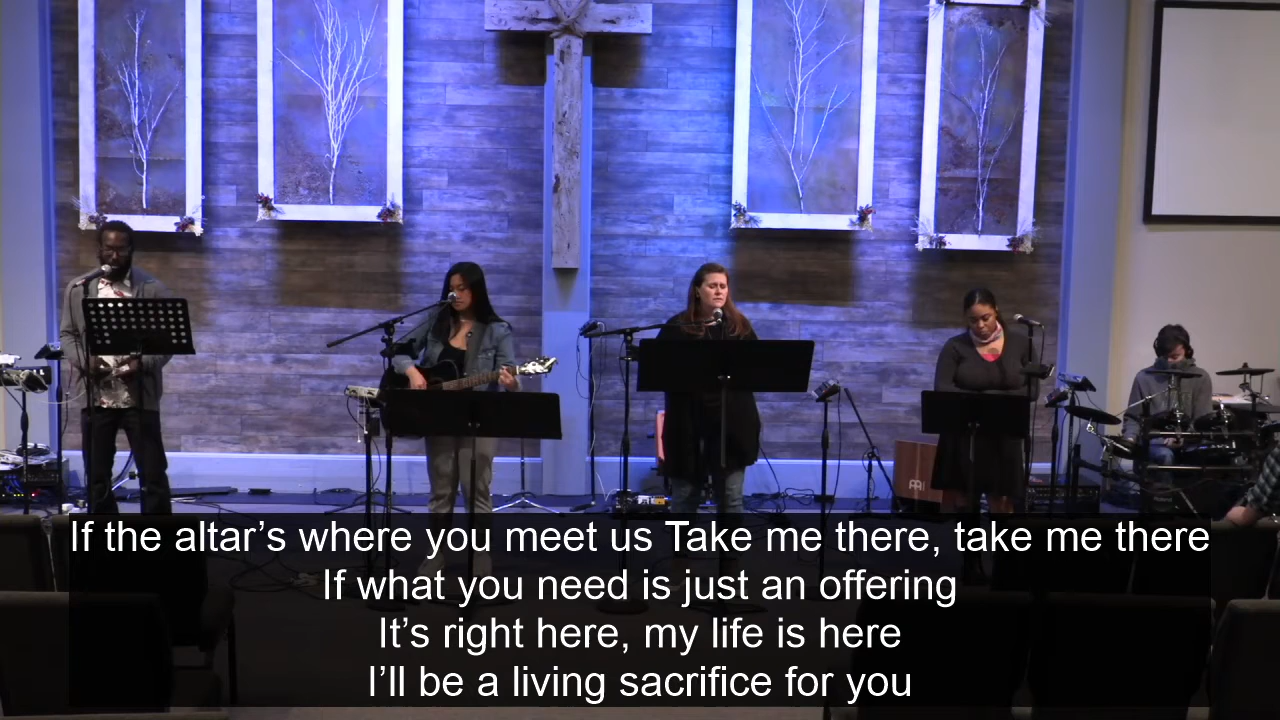 If the altar’s where you meet us Take me there, take me there
If what you need is just an offering
It’s right here, my life is here
I’ll be a living sacrifice for you
MEINL